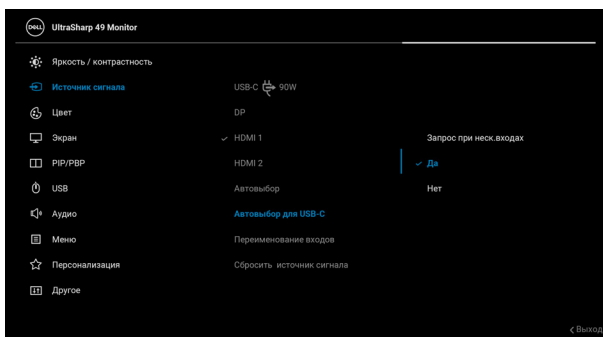 DELL UltraSharp 49 Monitor
Яркость / контрастность
Источник сигнала USB-C 90W
Цвет DP
Экран HDMI 1 Запрос при неск.входах
PIP/PBP HDMI 2 Да
USB Автовыбор Нет
Аудио Автовыбор для USB-C
Меню Переименование входов
Персонализация Сбросить источник сигнала
Другое
Выход